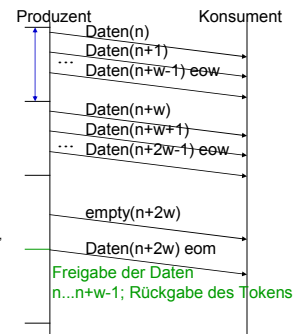 Produzent Konsument
Daten(n)
Daten(n+1)
...
Daten(n+w-1) eow
Daten(n+w)
Daten(n+w+1)
...
Daten(n+2w-1) eow
empty(n+2w)
,
Daten(n+2w) eom
Freigabe der Daten
n...n+w-1; Rückgabe des Tokens